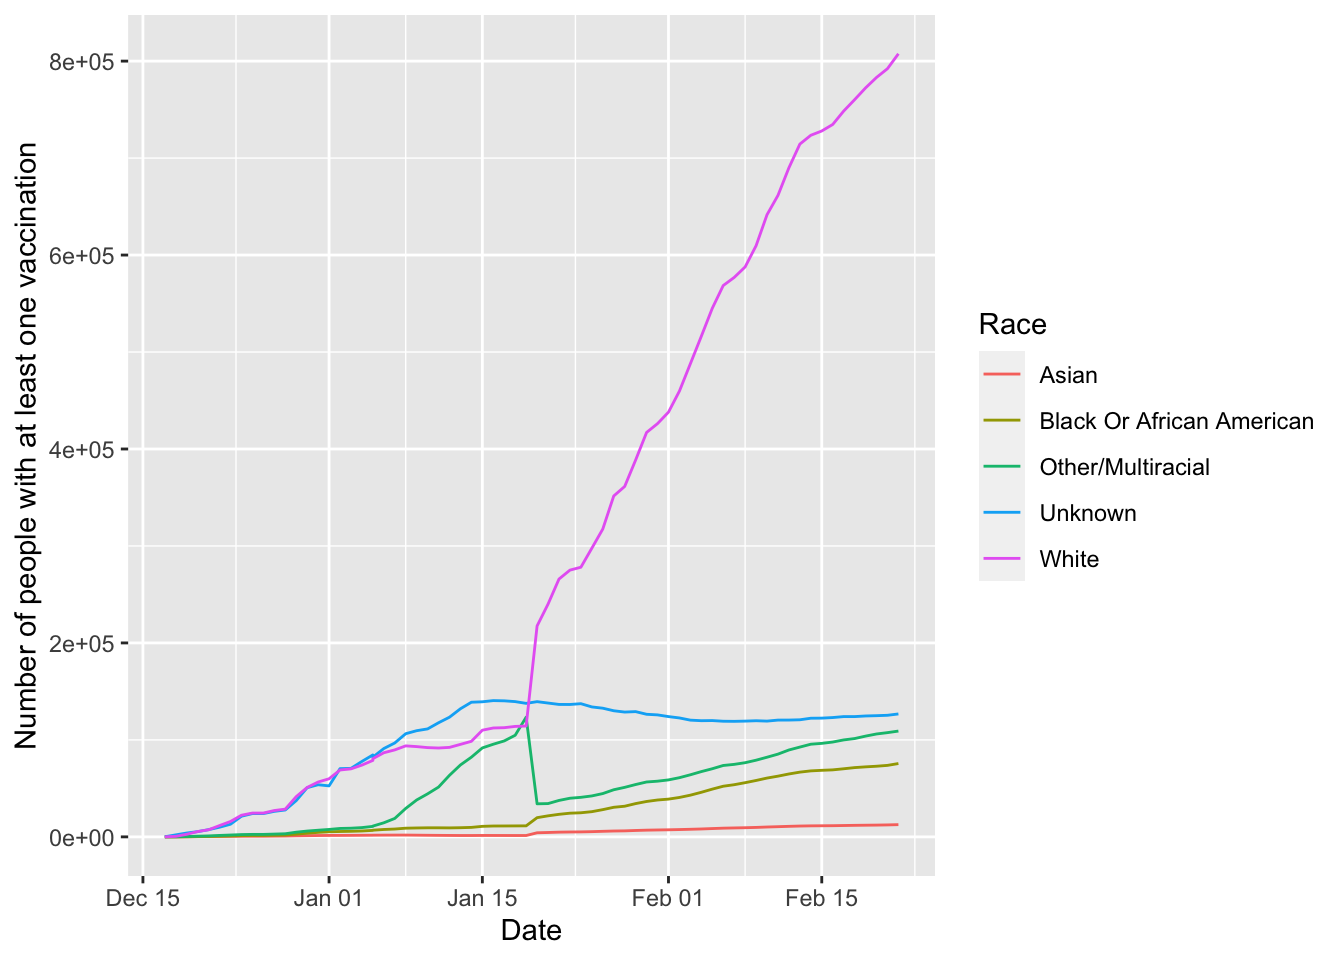 Number of people with at least one vaccination
8e+05
6e+05
4e+05
2e+05
0e+00
Dec 15
Jan 01
Jan 15
Feb 01
Feb 15
Date
Race
Asian
Black Or African American
Other/Multiracial
Unknown
White